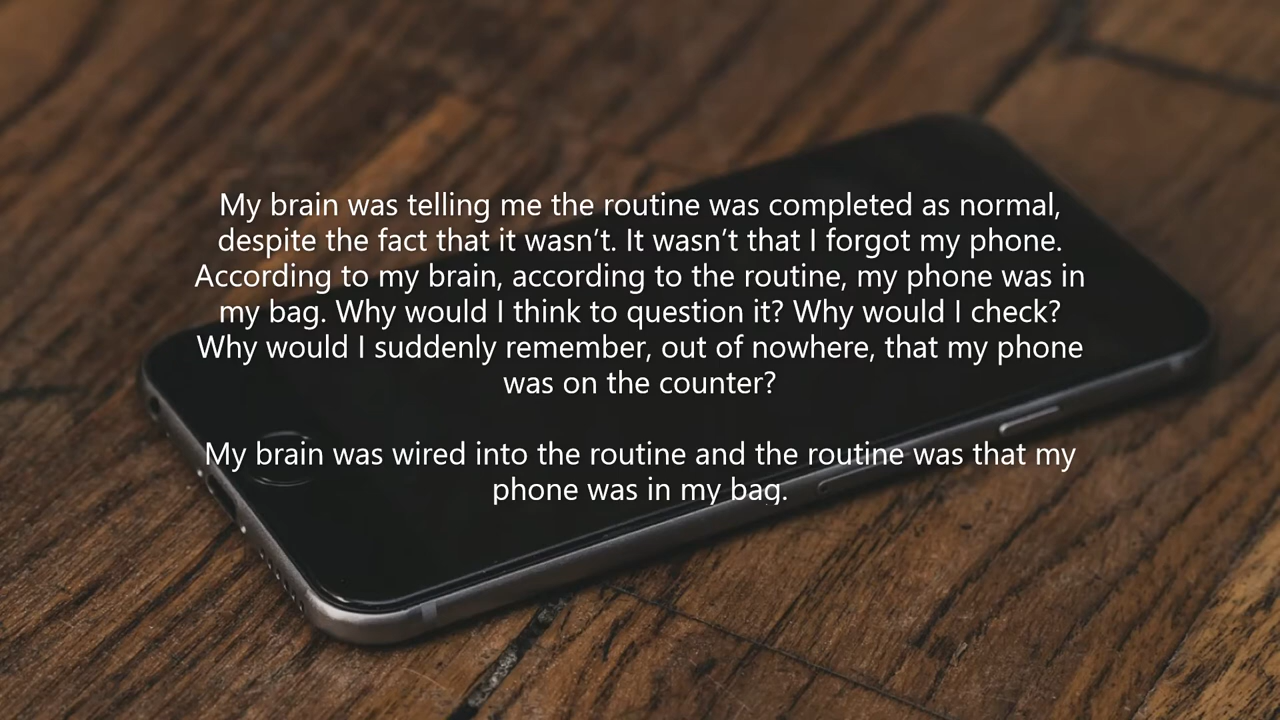 My brain was telling me the routine was completed as normal,
despite the fact that it wasn’t. It wasn’t that I forgot my phone.
According to my brain, according to the routine, my phone was in
my bag. Why would I think to question it? Why would I check?
Why would I suddenly remember, out of nowhere, that my phone
was on the counter?
My brain was wired into the routine and the routine was that my
phone was in my bag.